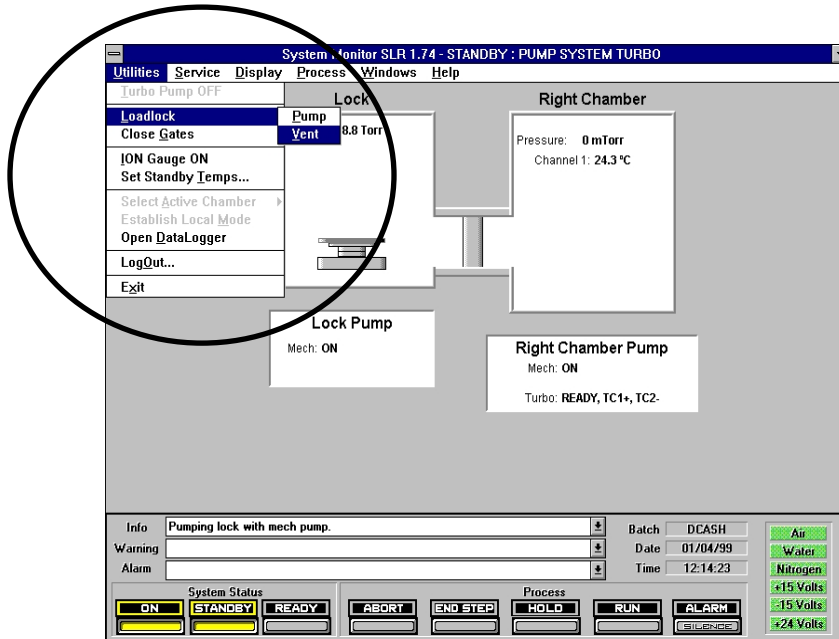 System Monitor SLR 1.74 - STANDBY : PUMP SYSTEM TURBO
Utilities Service Display Process Windows Help
Turbo Pump OFF
Loadlock
Close Gates
ION Gauge ON
Set Standby Temps...
Select Active Chamber
Establish Local Mode
Open DataLogger
LogOut...
Exit
Pump
Vent
Lock
8.8 Torr
Right Chamber
Pressure: 0 mTorr
Channel 1: 24.3 °C
Lock Pump
Mech: ON
Right Chamber Pump
Mech: ON
Turbo: READY, TC1+, TC2-
Info Pumping lock with mech pump.
Warning
Alarm
Batch DCASH
Date 01/04/99
Time 12:14:23
Air
Water
Nitrogen
+15 Volts
-15 Volts
+24 Volts
System Status
ON STANDBY READY
Process
ABORT END STEP HOLD RUN ALARM
SILENCE